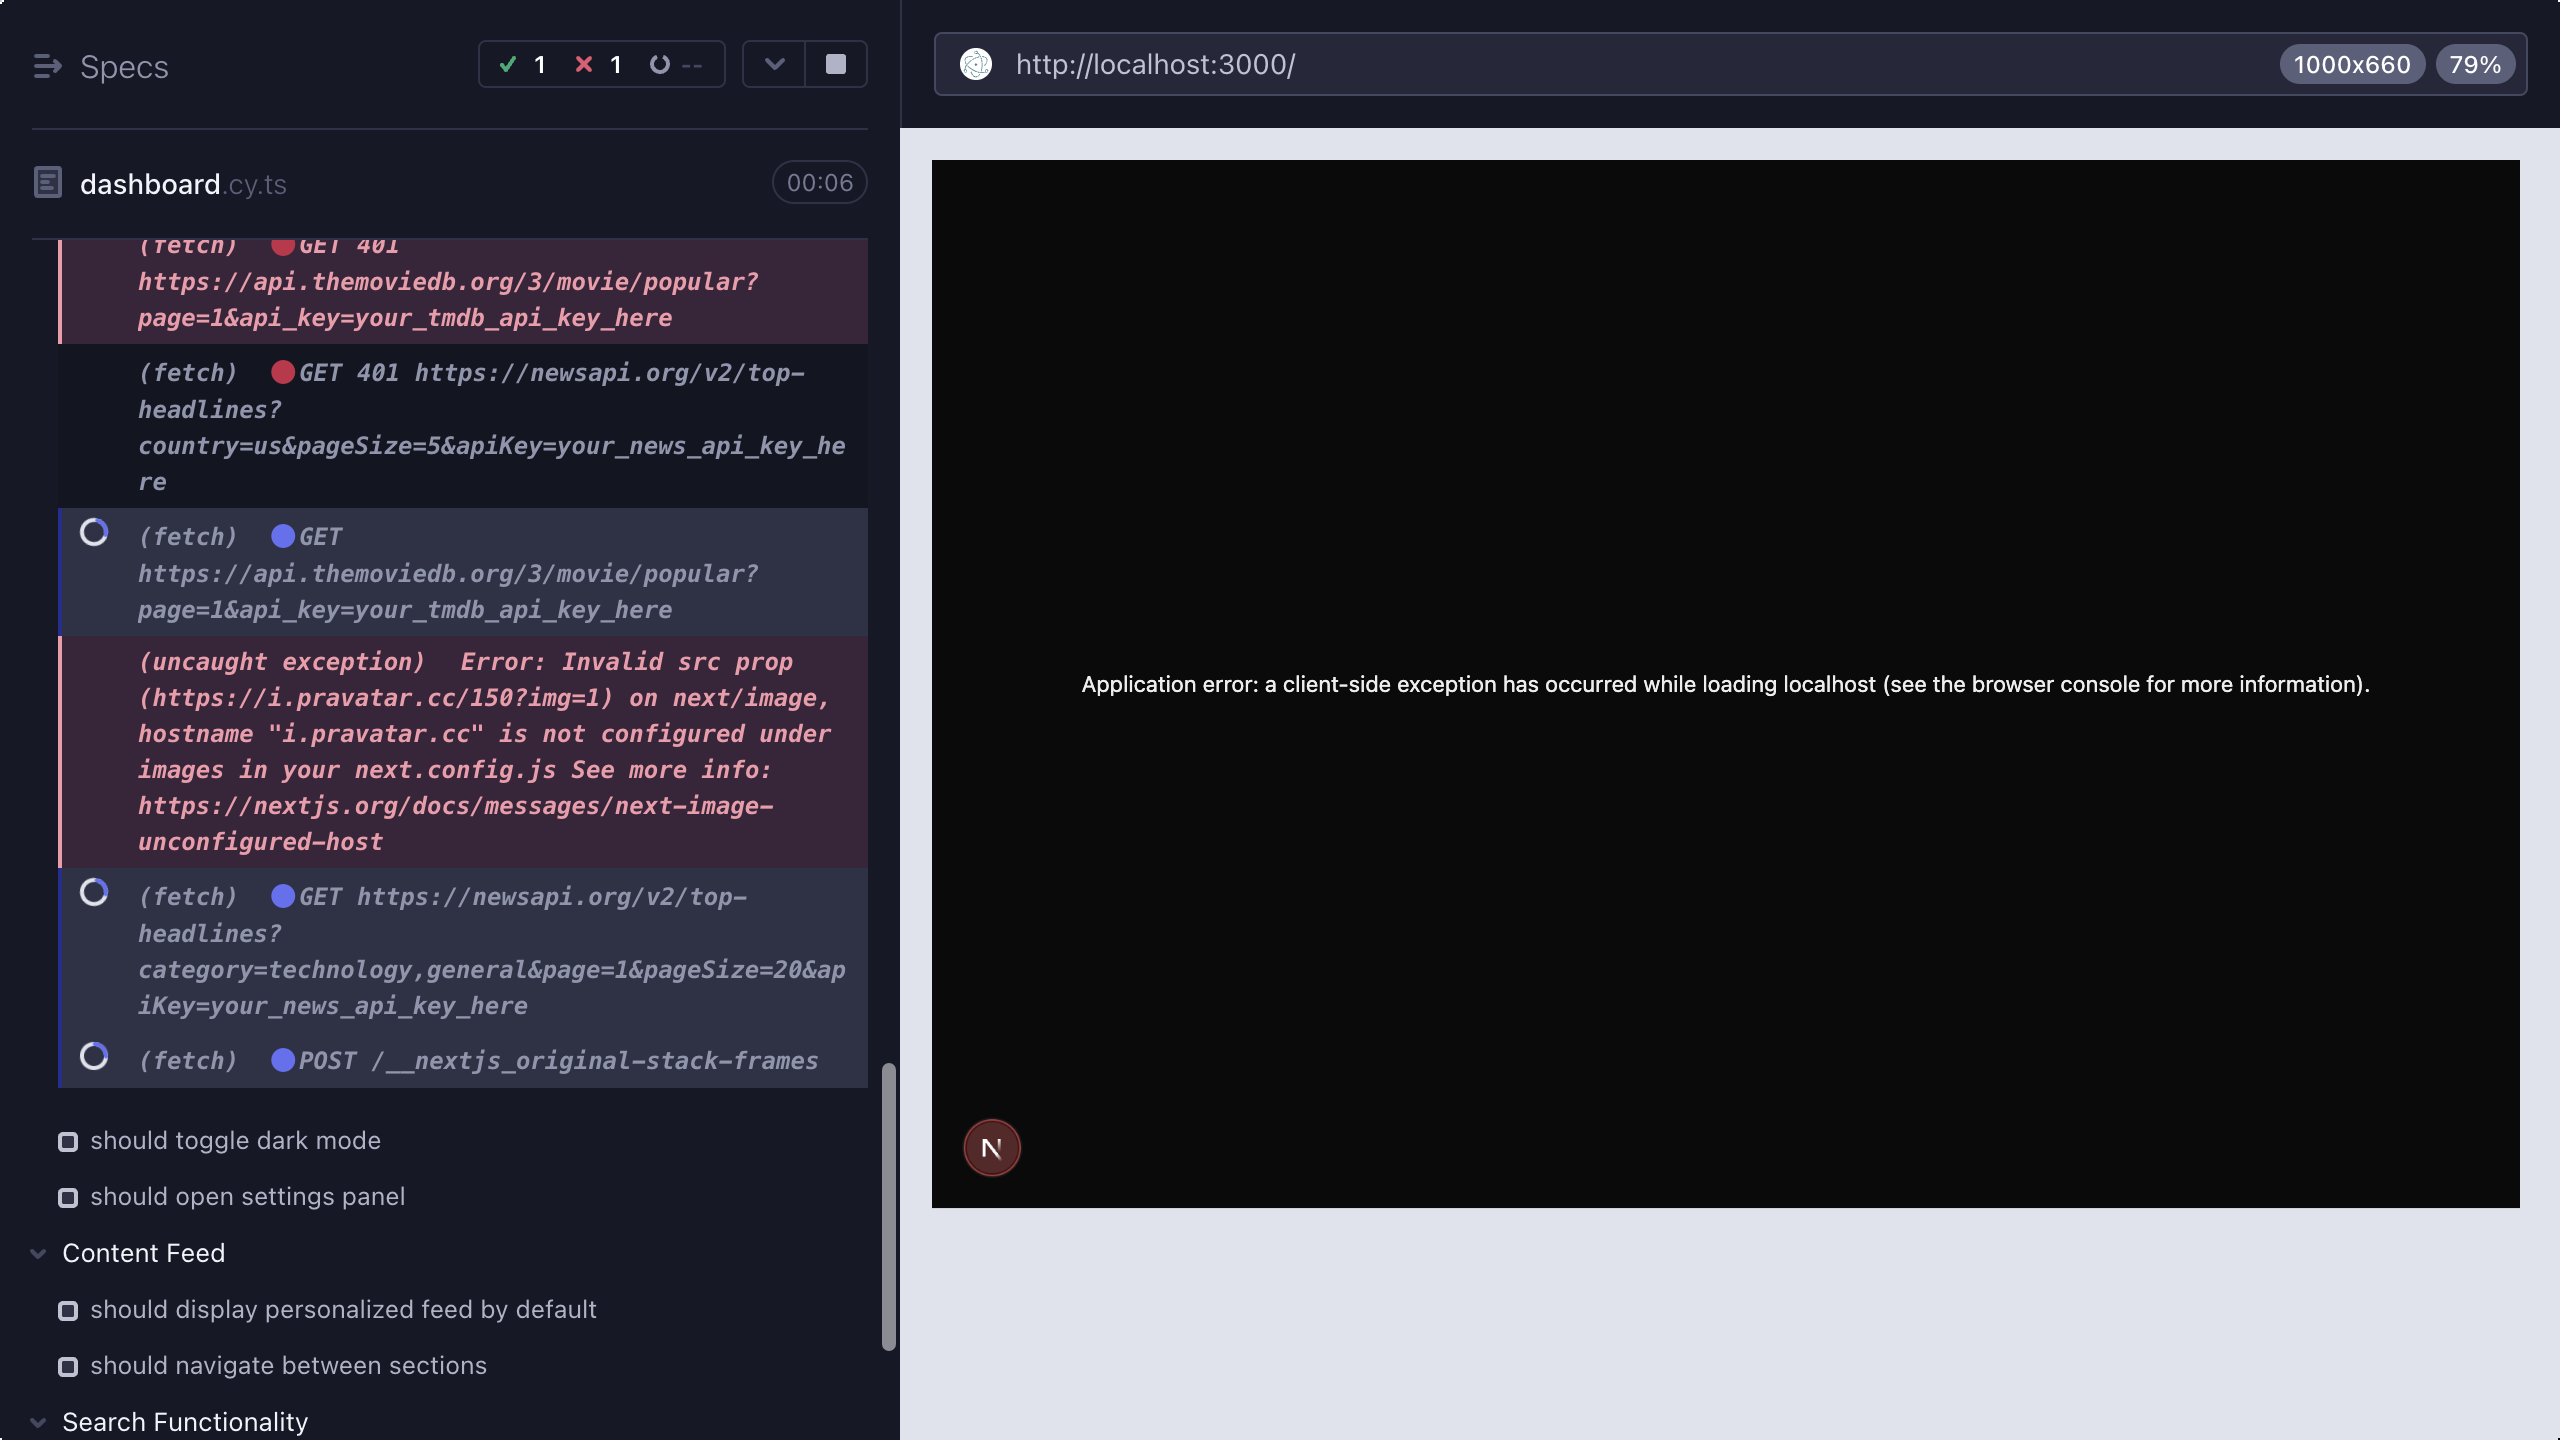 Specs
1 1 --
dashboard.cy.ts
00:06
(fetch) GET 401
https://api.themoviedb.org/3/movie/popular?
page=1&api_key=your_tmdb_api_key_here
(fetch) GET 401 https://newsapi.org/v2/top-
headlines?
country=us&pageSize=5&apiKey=your_news_api_key_he
re
(fetch) GET
https://api.themoviedb.org/3/movie/popular?
page=1&api_key=your_tmdb_api_key_here
(uncaught exception) Error: Invalid src prop
(https://i.pravatar.cc/150?img=1) on next/image,
hostname "i.pravatar.cc" is not configured under
images in your next.config.js See more info:
https://nextjs.org/docs/messages/next-image-
unconfigured-host
(fetch) GET https://newsapi.org/v2/top-
headlines?
category=technology,general&page=1&pageSize=20&ap
iKey=your_news_api_key_here
(fetch) POST /__nextjs_original-stack-frames
should toggle dark mode
should open settings panel
Content Feed
should display personalized feed by default
should navigate between sections
Search Functionality
http://localhost:3000/
1000x660
79%
Application error: a client-side exception has occurred while loading localhost (see the browser console for more information).
N